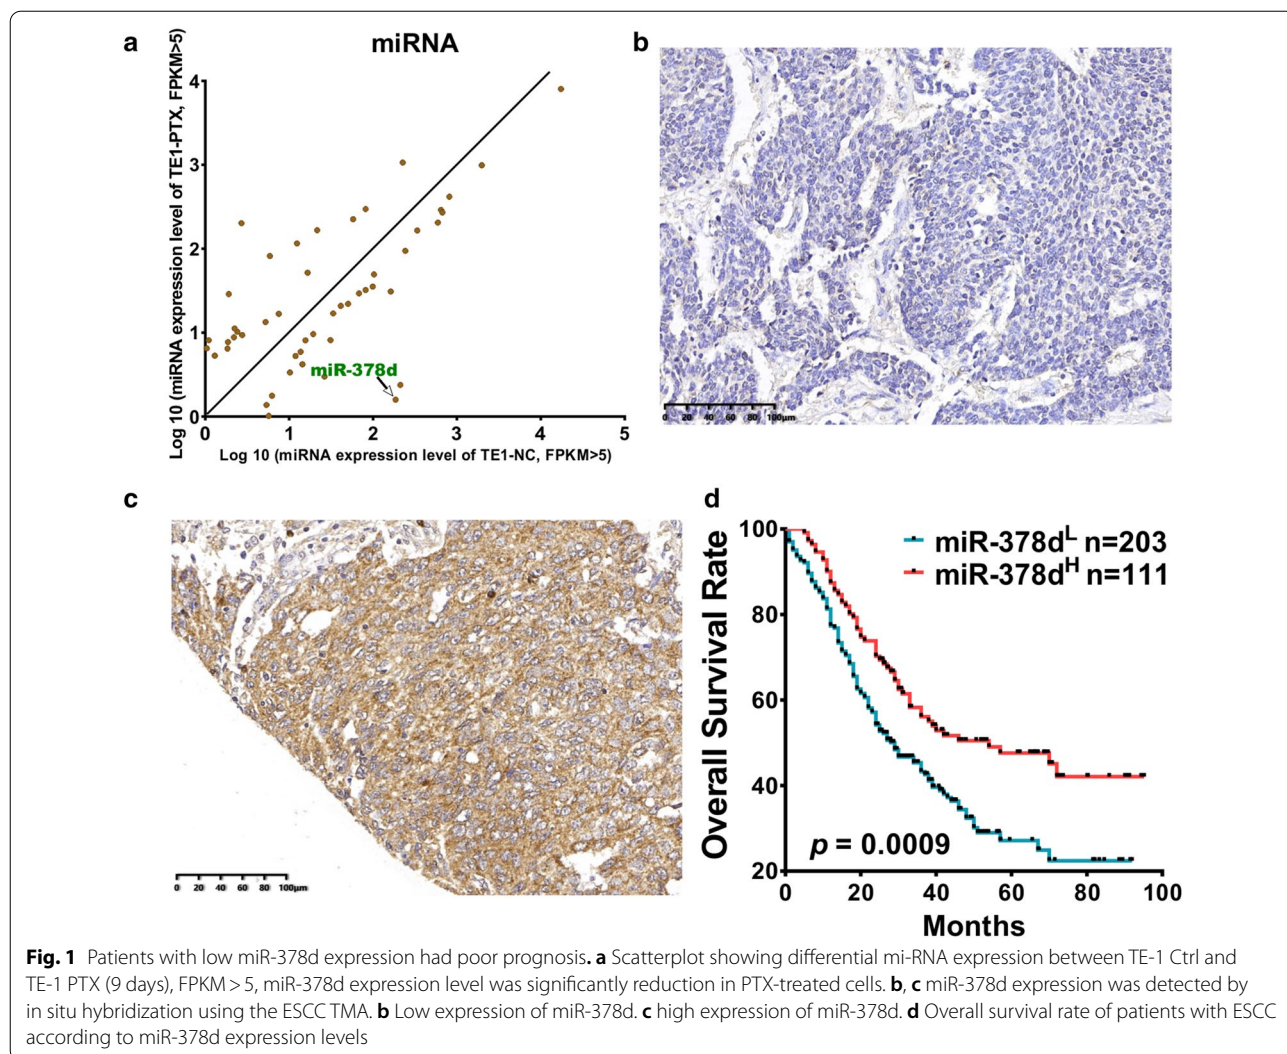 a
miRNA
Log 10 (miRNA expression level of TE1-PTX, FPKM>5)
4
3
2
1
0
miR-378d
0 1 2 3 4 5
Log 10 (miRNA expression level of TE1-NC, FPKM>5)
b
0 20 40 60 80 100μm
c
0 20 40 60 80 100μm
d
Overall Survival Rate
100
80
60
40
20
miR-378d^L n=203
miR-378d^H n=111
p = 0.0009
0 20 40 60 80 100
Months
Fig. 1 Patients with low miR-378d expression had poor prognosis. a Scatterplot showing differential mi-RNA expression between TE-1 Ctrl and
TE-1 PTX (9 days), FPKM > 5, miR-378d expression level was significantly reduction in PTX-treated cells. b, c miR-378d expression was detected by
in situ hybridization using the ESCC TMA. b Low expression of miR-378d. c high expression of miR-378d. d Overall survival rate of patients with ESCC
according to miR-378d expression levels